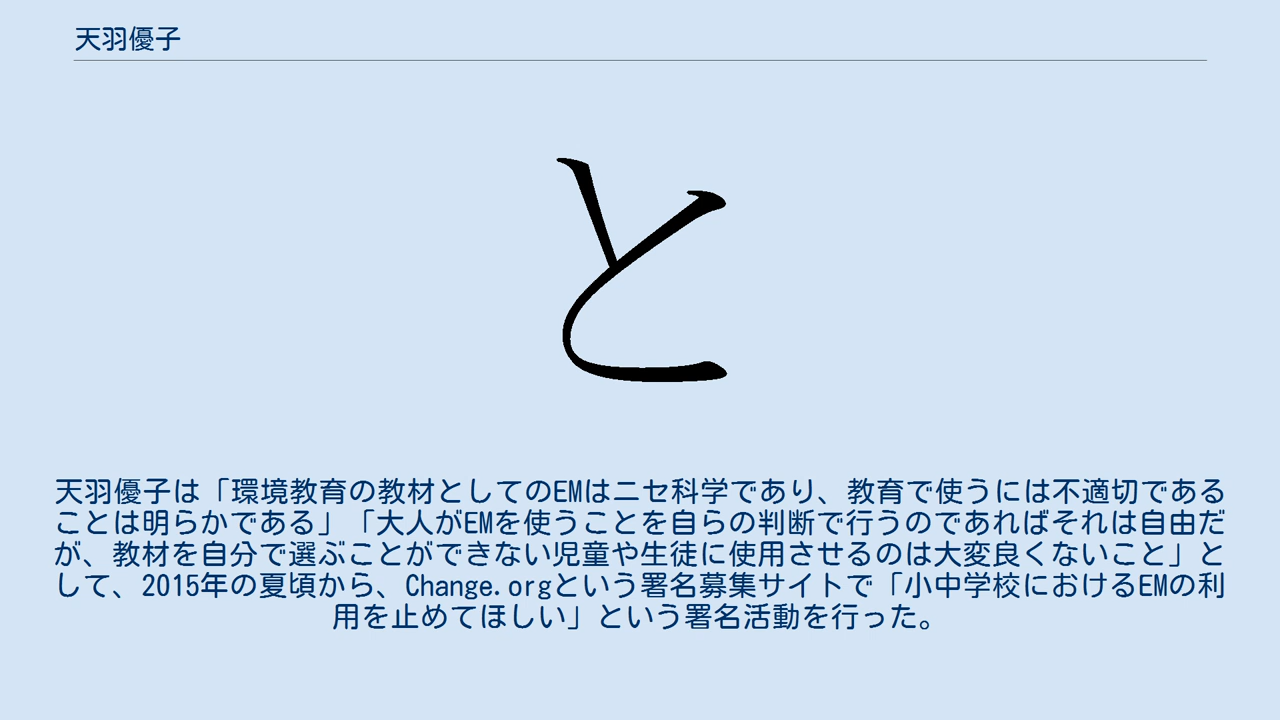 天羽優子
と
天羽優子は「環境教育の教材としてのEMはニセ科学であり、教育で使うには不適切である
ことは明らかである」「大人がEMを使うことを自らの判断で行うのであればそれは自由だ
が、教材を自分で選ぶことができない児童や生徒に使用させるのは大変良くないこと」と
して、2015年の夏頃から、Change.orgという署名募集サイトで「小中学校におけるEMの利
用を止めてほしい」という署名活動を行った。